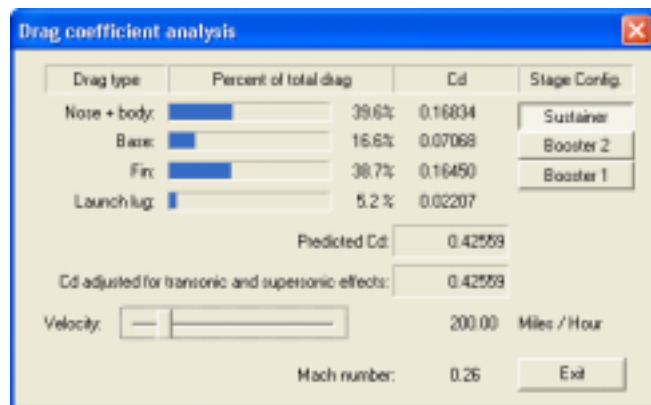 Drag coefficient analysis
Drag type Percent of total drag Cd Stage Config.
Nose + body: 39.6% 0.16834 Sustainer
Base: 16.6% 0.07068 Booster 2
Fin: 38.7% 0.16450 Booster 1
Launch lug: 5.2 % 0.02207
Predicted Cd: 0.42559
Cd adjusted for transonic and supersonic effects: 0.42559
Velocity: 200.00 Miles / Hour
Mach number: 0.26 Exit